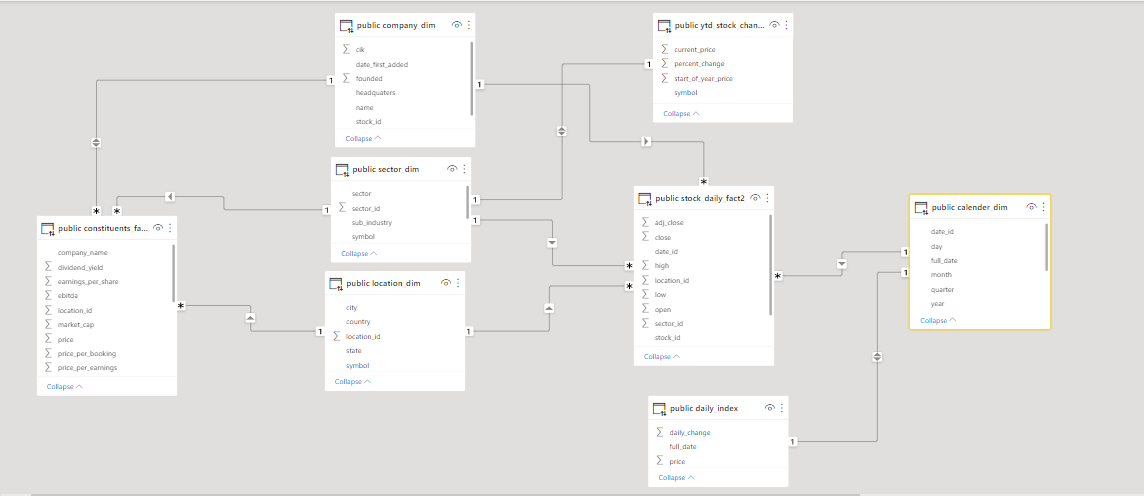 public company_dim
cik
date_first_added
founded
headquaters
name
stock_id
Collapse
public ytd_stock_chan...
current_price
percent_change
start_of_year_price
symbol
Collapse
1
1
1
public sector_dim
sector
sector_id
sub_industry
symbol
Collapse
1
1
1
public stock_daily_fact2
adj_close
close
date_id
high
location_id
low
open
sector_id
stock_id
Collapse
*
*
*
*
public calender_dim
date_id
day
full_date
month
quarter
year
Collapse
1
1
public constituents_fa...
company_name
dividend_yield
earnings_per_share
ebitda
location_id
market_cap
price
price_per_booking
price_per_earnings
Collapse
*
*
*
public location_dim
city
country
location_id
state
symbol
Collapse
1
1
public daily_index
daily_change
full_date
price
Collapse
1